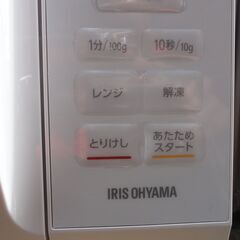 1分/100g 10秒/10g
レンジ 解凍
とりけし あたため
スタート
IRIS OHYAMA